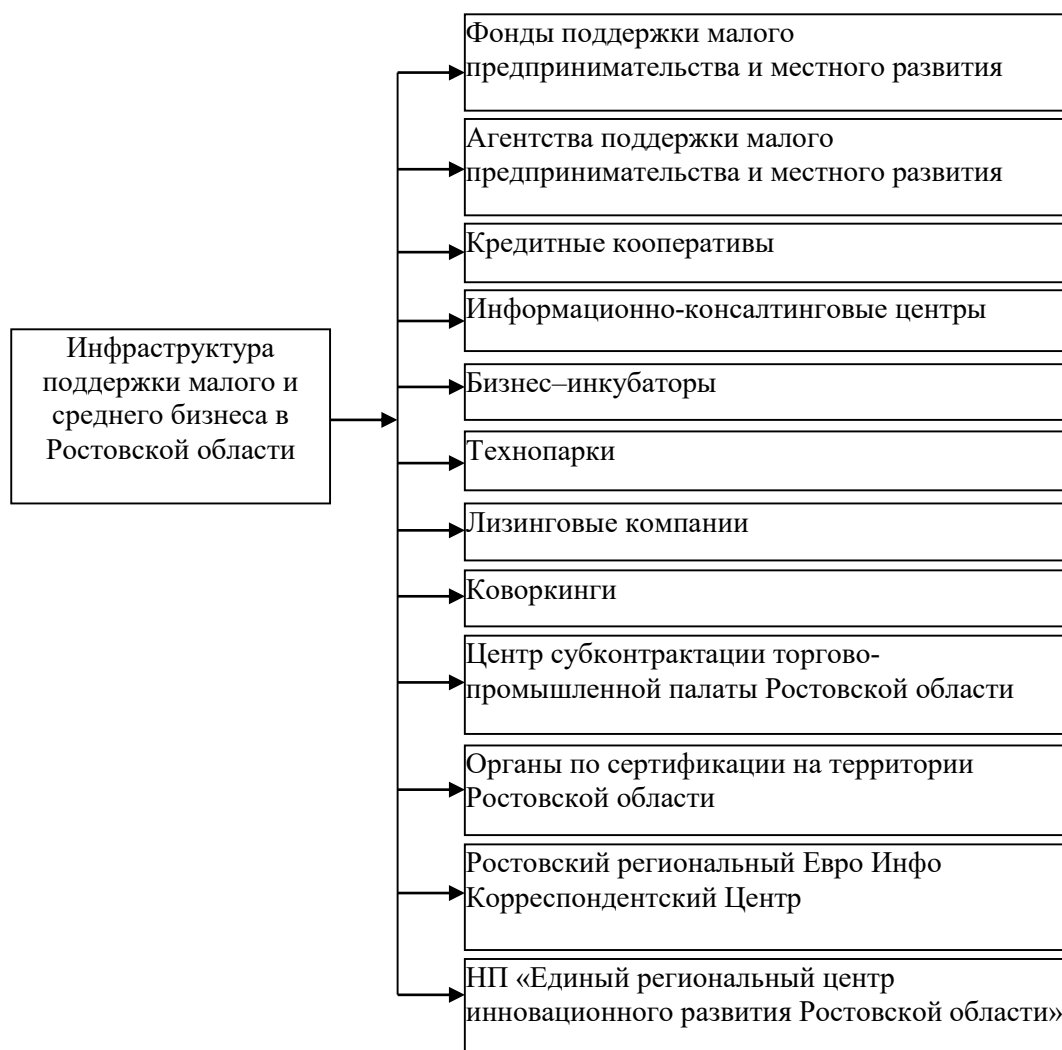 Инфраструктура
поддержки малого и
среднего бизнеса в
Ростовской области
Фонды поддержки малого
предпринимательства и местного развития
Агентства поддержки малого
предпринимательства и местного развития
Кредитные кооперативы
Информационно-консалтинговые центры
Бизнес–инкубаторы
Технопарки
Лизинговые компании
Коворкинги
Центр субконтрактации торгово-
промышленной палаты Ростовской области
Органы по сертификации на территории
Ростовской области
Ростовский региональный Евро Инфо
Корреспондентский Центр
НП «Единый региональный центр
инновационного развития Ростовской области»